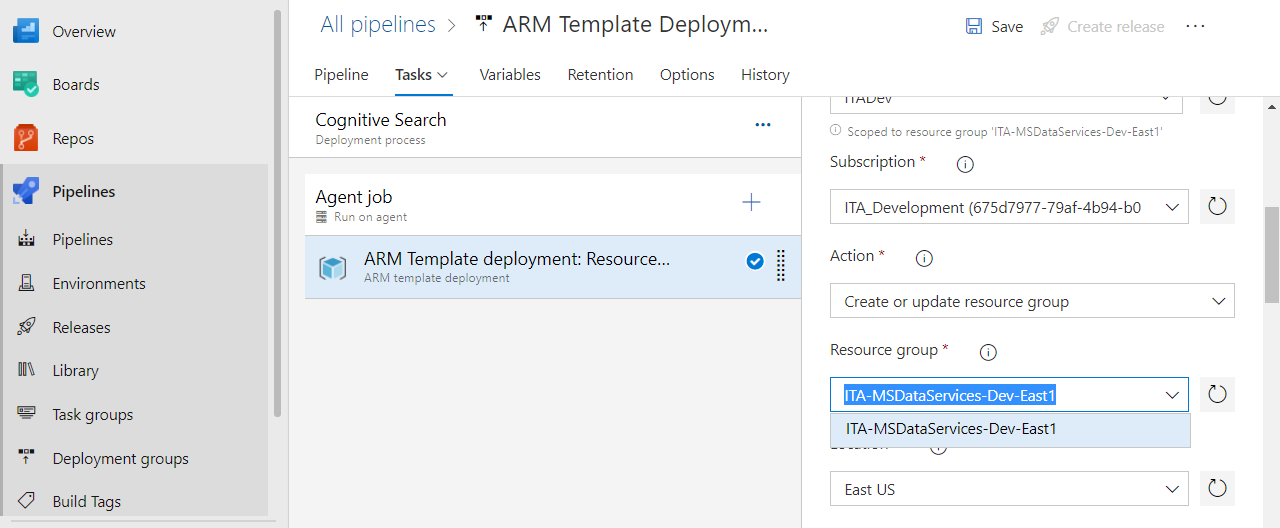 Overview
Boards
Repos
Pipelines
Pipelines
Environments
Releases
Library
Task groups
Deployment groups
Build Tags
All pipelines > ARM Template Deploym...
Save Create release ...
Pipeline Tasks Variables Retention Options History
Cognitive Search ...
Deployment process
Agent job
Run on agent
ARM Template deployment: Resource...
ARM template deployment
ITADev
Scoped to resource group 'ITA-MSDataServices-Dev-East1'
Subscription *
ITA_Development (675d7977-79af-4b94-b0
Action *
Create or update resource group
Resource group *
ITA-MSDataServices-Dev-East1
ITA-MSDataServices-Dev-East1
Location
East US